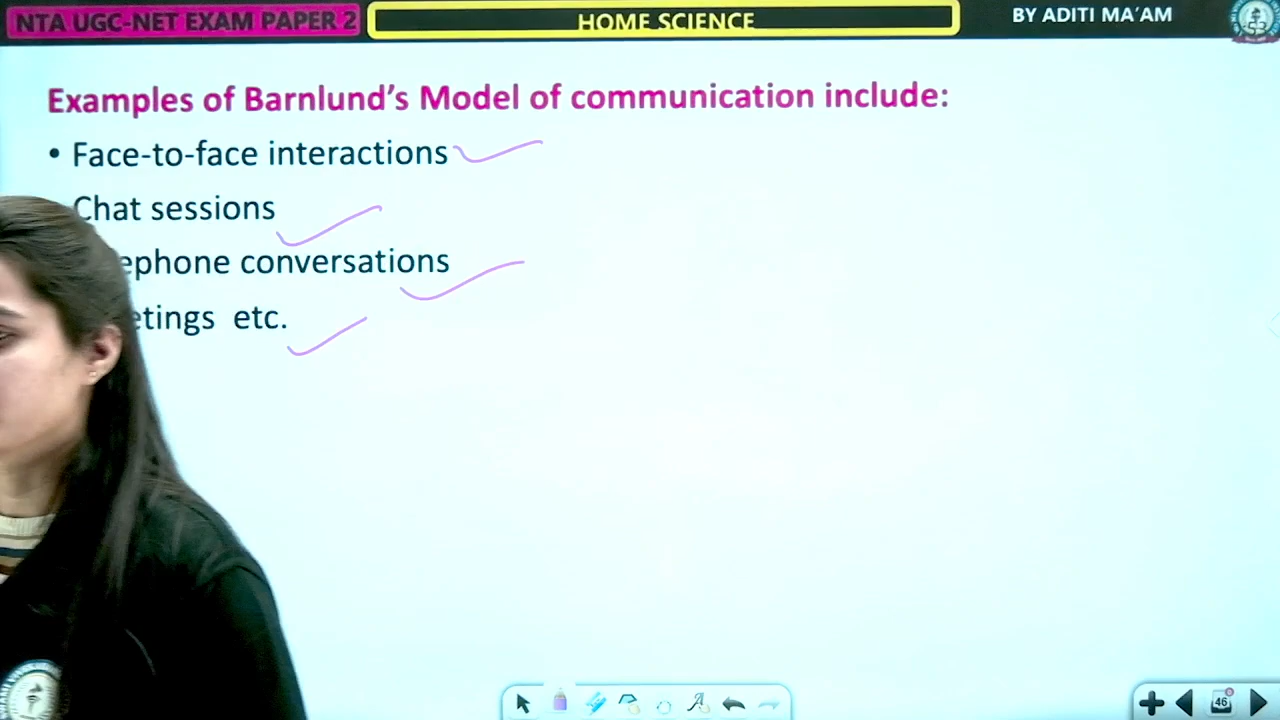 NTA UGC-NET EXAM PAPER 2
HOME SCIENCE
BY ADITI MA'AM
Examples of Barnlund's Model of communication include:
• Face-to-face interactions
Chat sessions
ephone conversations
etings etc.
46